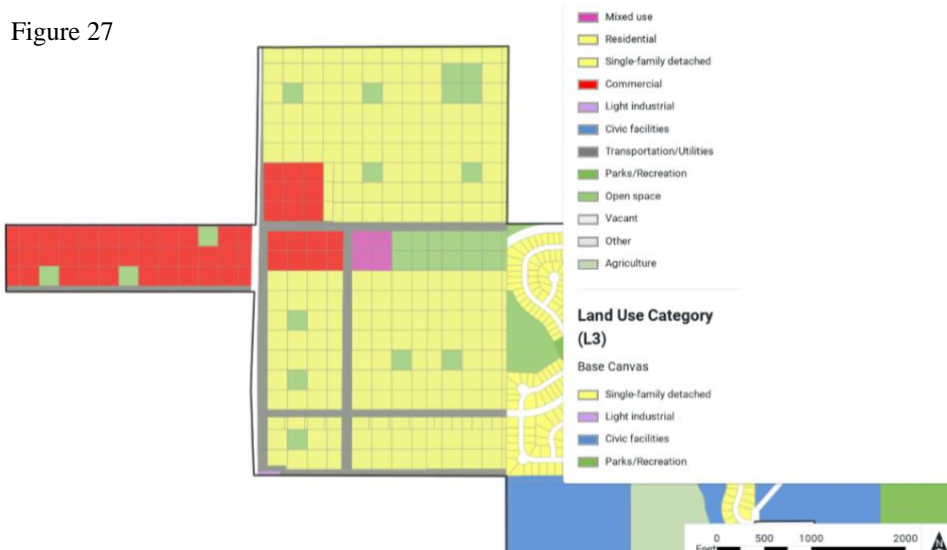 Figure 27
Mixed use
Residential
Single-family detached
Commercial
Light industrial
Civic facilities
Transportation/Utilities
Parks/Recreation
Open space
Vacant
Other
Agriculture
Land Use Category
(L3)
Base Canvas
Single-family detached
Light industrial
Civic facilities
Parks/Recreation
0 500 1000 2000
Feet
N